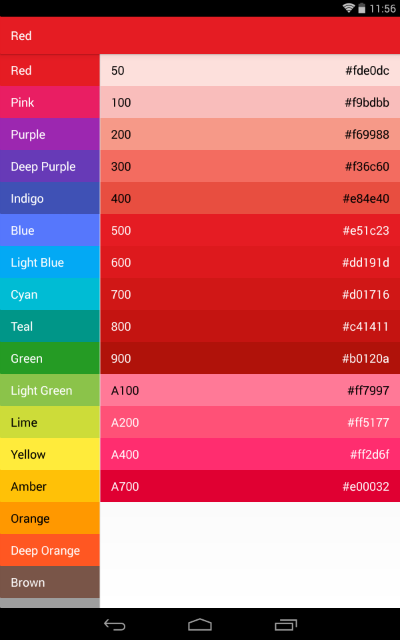 11:56
Red
Red 50 #fde0dc
Pink 100 #f9bdbb
Purple 200 #f69988
Deep Purple 300 #f36c60
Indigo 400 #e84e40
Blue 500 #e51c23
Light Blue 600 #dd191d
Cyan 700 #d01716
Teal 800 #c41411
Green 900 #b0120a
Light Green A100 #ff7997
Lime A200 #ff5177
Yellow A400 #ff2d6f
Amber A700 #e00032
Orange
Deep Orange
Brown